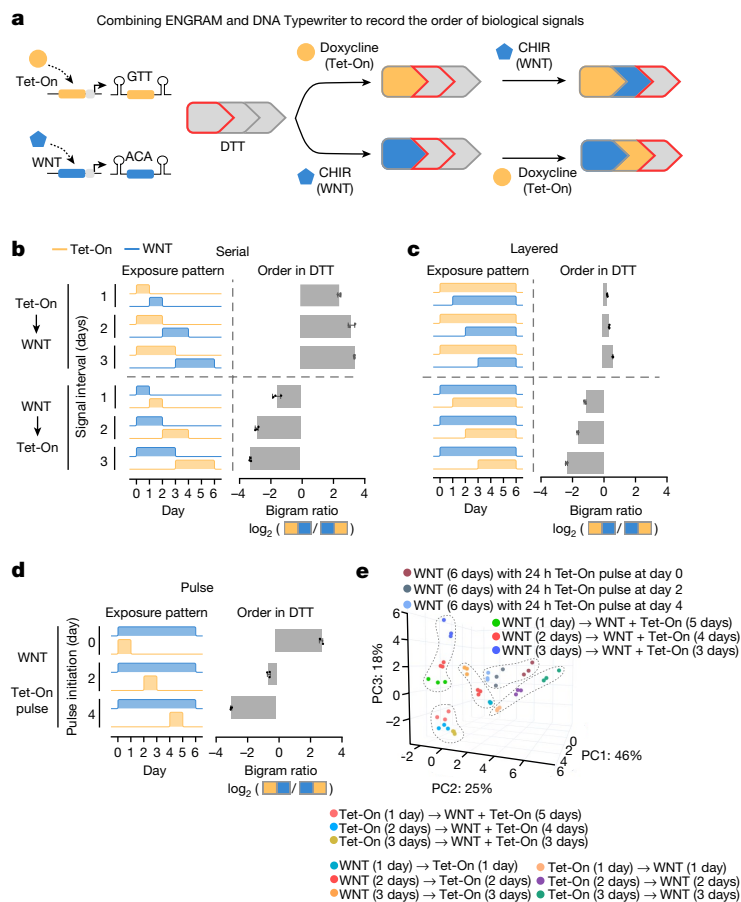 a
Combining ENGRAM and DNA Typewriter to record the order of biological signals
Tet-On
GTT
WNT
ACA
DTT
Doxycline
(Tet-On)
CHIR
(WNT)
CHIR
(WNT)
Doxycline
(Tet-On)
b
Tet-On WNT
Serial
Exposure pattern Order in DTT
Tet-On
WNT
WNT
Tet-On
Signal interval (days)
1
2
3
1
2
3
0 1 2 3 4 5 6
Day
−4 −2 0 2 4
Bigram ratio
log2 ( / )
c
Layered
Exposure pattern Order in DTT
0 1 2 3 4 5 6
Day
−4 −2 0 2 4
Bigram ratio
log2 ( / )
d
Pulse
Exposure pattern Order in DTT
WNT
Tet-On
pulse
Pulse initiation (day)
0
2
4
0 1 2 3 4 5 6
Day
−4 −2 0 2 4
Bigram ratio
log2 ( / )
e
WNT (6 days) with 24 h Tet-On pulse at day 0
WNT (6 days) with 24 h Tet-On pulse at day 2
WNT (6 days) with 24 h Tet-On pulse at day 4
WNT (1 day) → WNT + Tet-On (5 days)
WNT (2 days) → WNT + Tet-On (4 days)
WNT (3 days) → WNT + Tet-On (3 days)
PC3: 18%
6
4
2
0
−2
−2 0 2 4 6
PC2: 25%
0
2
4
6
PC1: 46%
Tet-On (1 day) → WNT + Tet-On (5 days)
Tet-On (2 days) → WNT + Tet-On (4 days)
Tet-On (3 days) → WNT + Tet-On (3 days)
WNT (1 day) → Tet-On (1 day) Tet-On (1 day) → WNT (1 day)
WNT (2 days) → Tet-On (2 days) Tet-On (2 days) → WNT (2 days)
WNT (3 days) → Tet-On (3 days) Tet-On (3 days) → WNT (3 days)